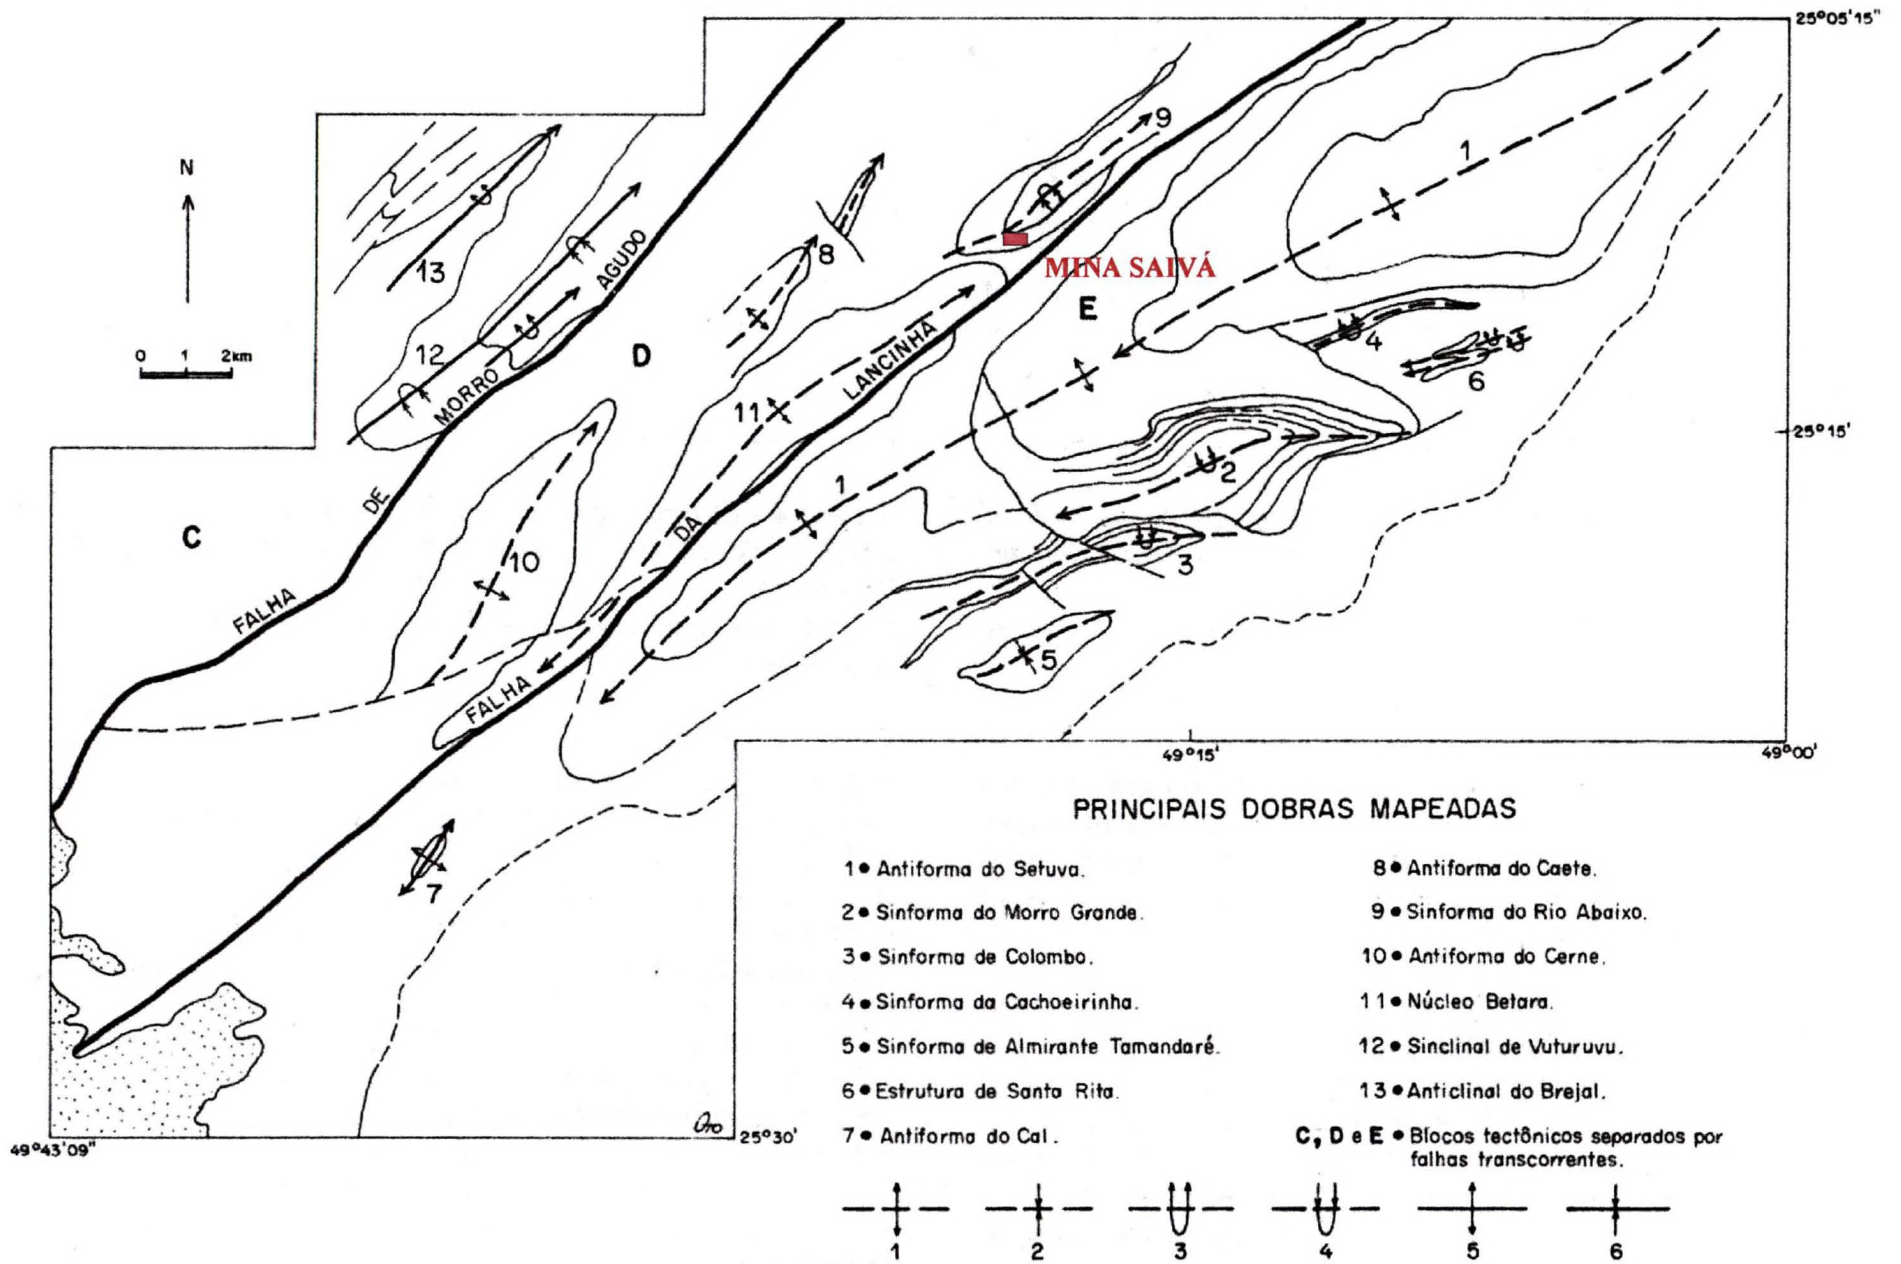 25°05'15"
N
9
1
13
AGUDO
8
MINA SAIVÁ
E
0 1 2km
12
D
MORRO
LANCINHA
4
6
11
25°15'
2
1
DE
C
DA
10
3
FALHA
5
FALHA
49°15'
49°00'
7
PRINCIPAIS DOBRAS MAPEADAS
1 • Antiforma do Setuva.
2 • Sinforma do Morro Grande.
3 • Sinforma de Colombo.
4 • Sinforma da Cachoeirinha.
5 • Sinforma de Almirante Tamandaré.
6 • Estrutura de Santa Rita.
7 • Antiforma do Cal.
8 • Antiforma do Caete.
9 • Sinforma do Rio Abaixo.
10 • Antiforma do Cerne.
11 • Núcleo Betara.
12 • Sinclinal de Vuturuvu.
13 • Anticlinal do Brejal.
C, D e E • Blocos tectônicos separados por
falhas transcorrentes.
49°43'09"
25°30'
1 2 3 4 5 6